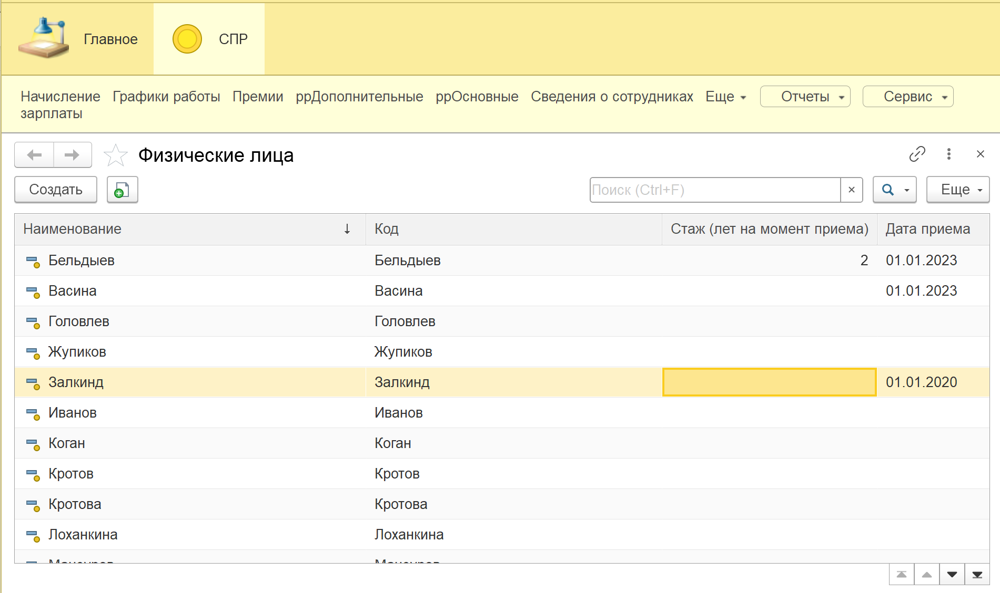 Главное
СПР
Начисление зарплаты
Графики работы
Премии
ррДополнительные
ррОсновные
Сведения о сотрудниках
Еще
Отчеты
Сервис
Физические лица
Создать
Поиск (Ctrl+F)
×
Еще
Наименование ↓ Код Стаж (лет на момент приема) Дата приема
Бельдыев Бельдыев 2 01.01.2023
Васина Васина 01.01.2023
Головлев Головлев
Жупиков Жупиков
Залкинд Залкинд 01.01.2020
Иванов Иванов
Коган Коган
Кротов Кротов
Кротова Кротова
Лоханкина Лоханкина